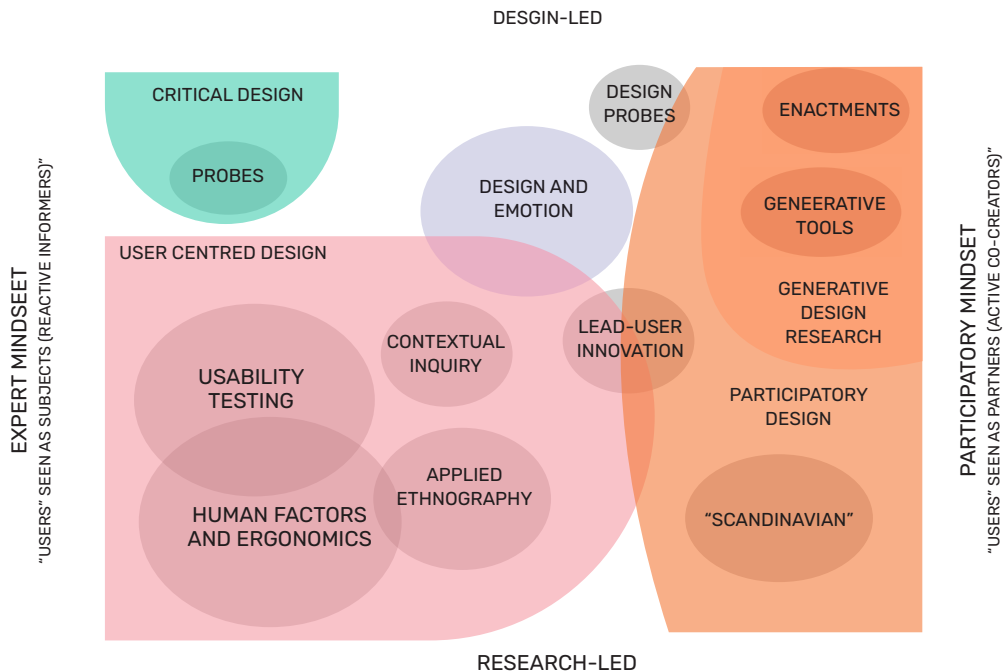 DESGIN-LED
CRITICAL DESIGN
PROBES
DESIGN
PROBES
ENACTMENTS
DESIGN AND
EMOTION
GENEERATIVE
TOOLS
USER CENTRED DESIGN
GENERATIVE
DESIGN
RESEARCH
CONTEXTUAL
INQUIRY
LEAD-USER
INNOVATION
USABILITY
TESTING
PARTICIPATORY
DESIGN
APPLIED
ETHNOGRAPHY
HUMAN FACTORS
AND ERGONOMICS
“SCANDINAVIAN”
RESEARCH-LED
EXPERT MINDSEET
“USERS” SEEN AS SUBJECTS (REACTIVE INFORMERS)”
PARTICIPATORY MINDSET
“USERS” SEEN AS PARTNERS (ACTIVE CO-CREATORS)”